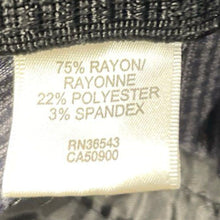 75% RAYON/
RAYONNE
22% POLYESTER
3% SPANDEX
RN36543
CA50900